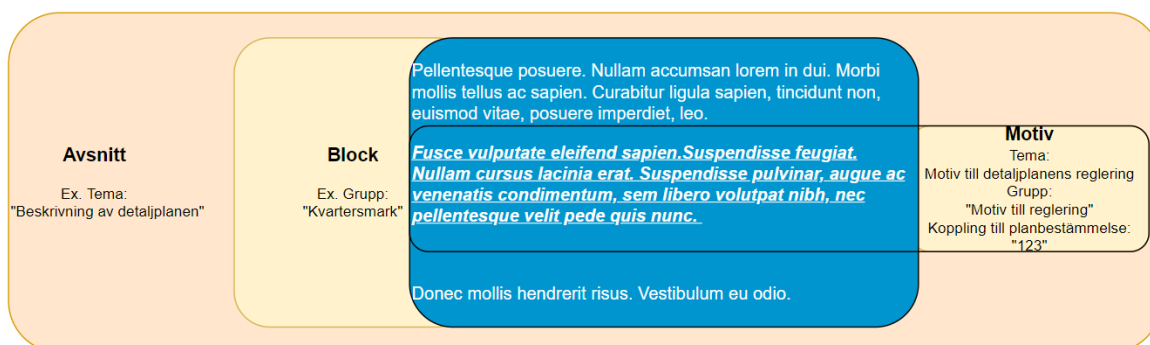 Avsnitt
Ex. Tema:
"Beskrivning av detaljplanen"
Block
Ex. Grupp:
"Kvartersmark"
Pellentesque posuere. Nullam accumsan lorem in dui. Morbi
mollis tellus ac sapien. Curabitur ligula sapien, tincidunt non,
euismod vitae, posuere imperdiet, leo.
Fusce vulputate eleifend sapien.Suspendisse feugiat.
Nullam cursus lacinia erat. Suspendisse pulvinar, augue ac
venenatis condimentum, sem libero volutpat nibh, nec
pellentesque velit pede quis nunc.
Donec mollis hendrerit risus. Vestibulum eu odio.
Motiv
Tema:
Motiv till detaljplanens reglering
Grupp:
"Motiv till reglering"
Koppling till planbestämmelse:
"123"